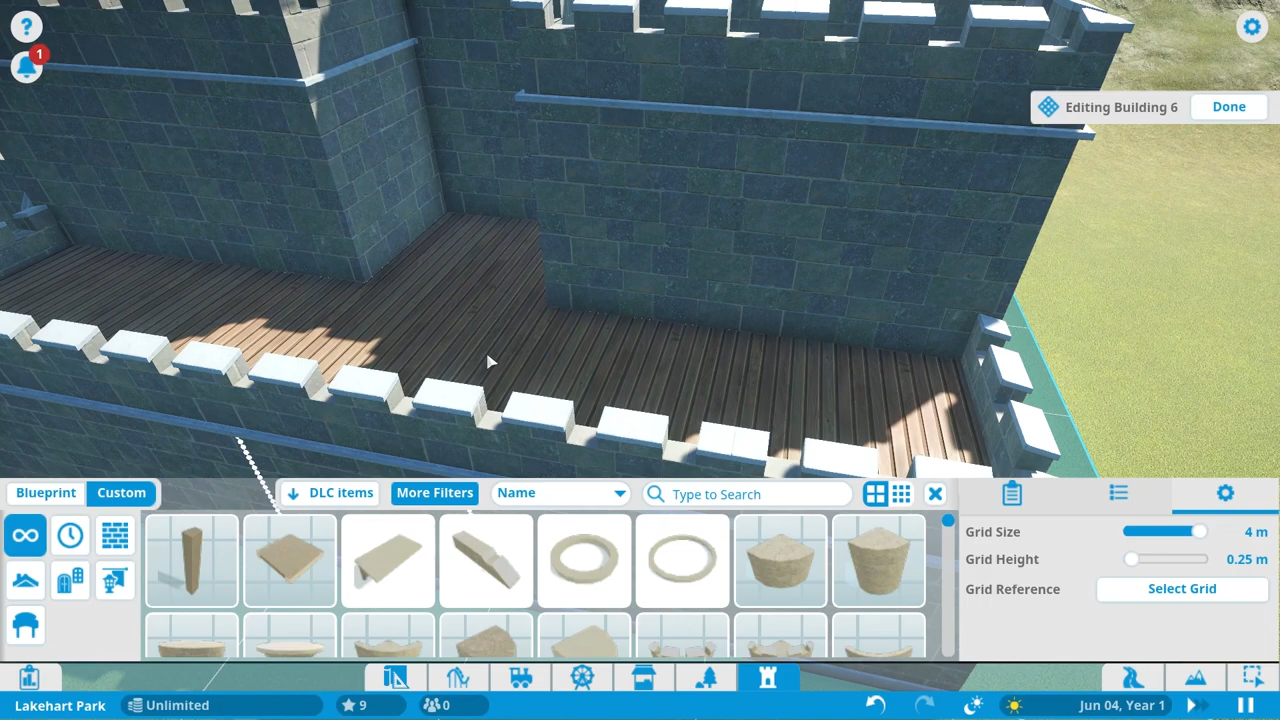 ?
1
Editing Building 6
Done
Blueprint
Custom
DLC items
More Filters
Name
Type to Search
Grid Size
4 m
Grid Height
0.25 m
Grid Reference
Select Grid
Lakehart Park
Unlimited
9
0
Jun 04, Year 1